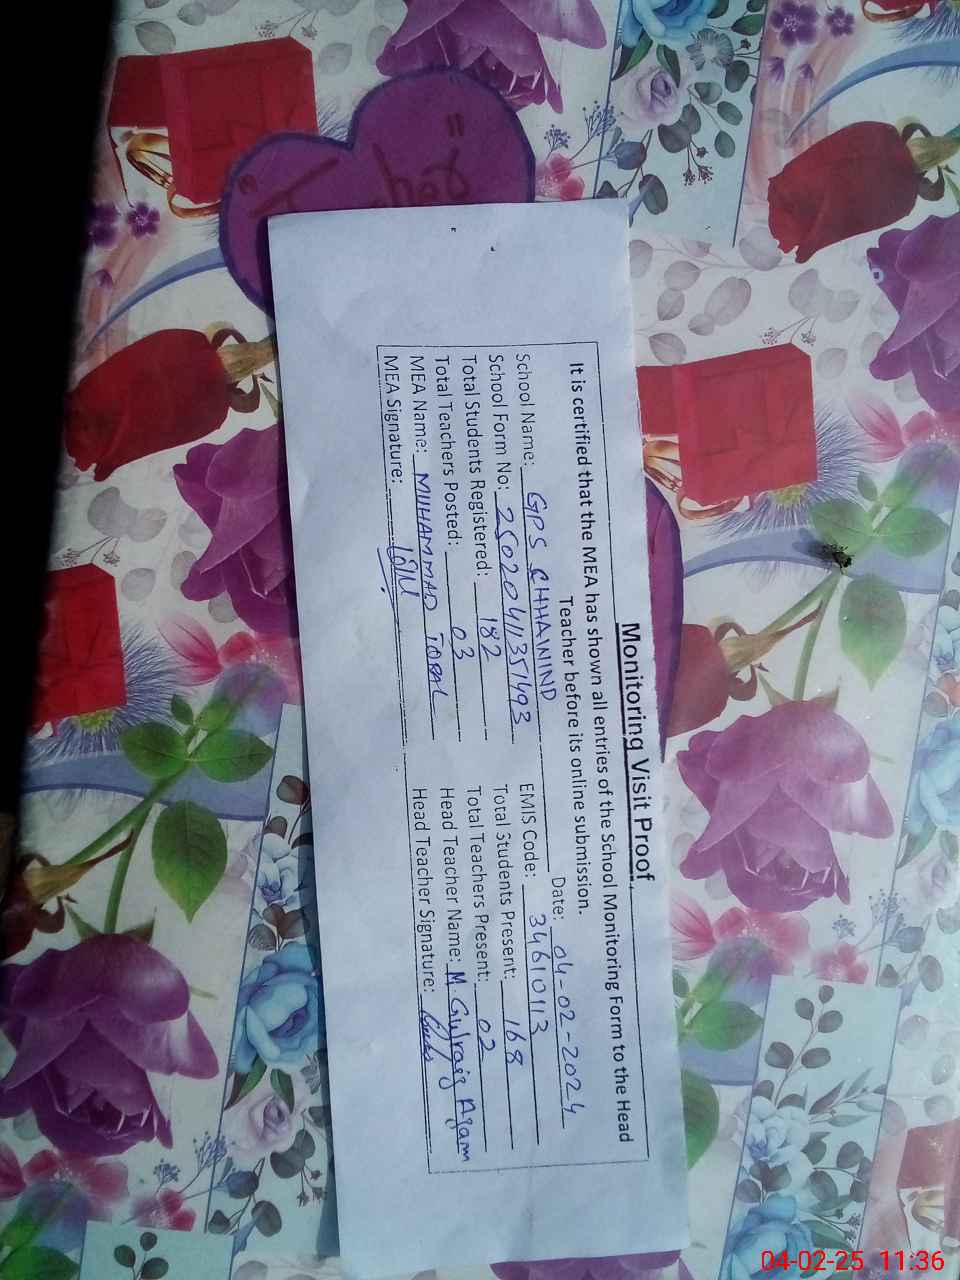 Monitoring Visit Proof
It is certified that the MEA has shown all entries of the School Monitoring Form to the Head
Teacher before its online submission.
Date: 04-02-2024
School Name: GPS CHHANIND EMIS Code: 34610113
School Form No: 25020411351493 Total Students Present: 168
Total Students Registered: 182 Total Teachers Present: 02
Total Teachers Posted: 03 Head Teacher Name: M. Gulraiz Azam
MEA Name: MUHAMMAD IQBAL Head Teacher Signature:
MEA Signature:
04-02-25 11:36